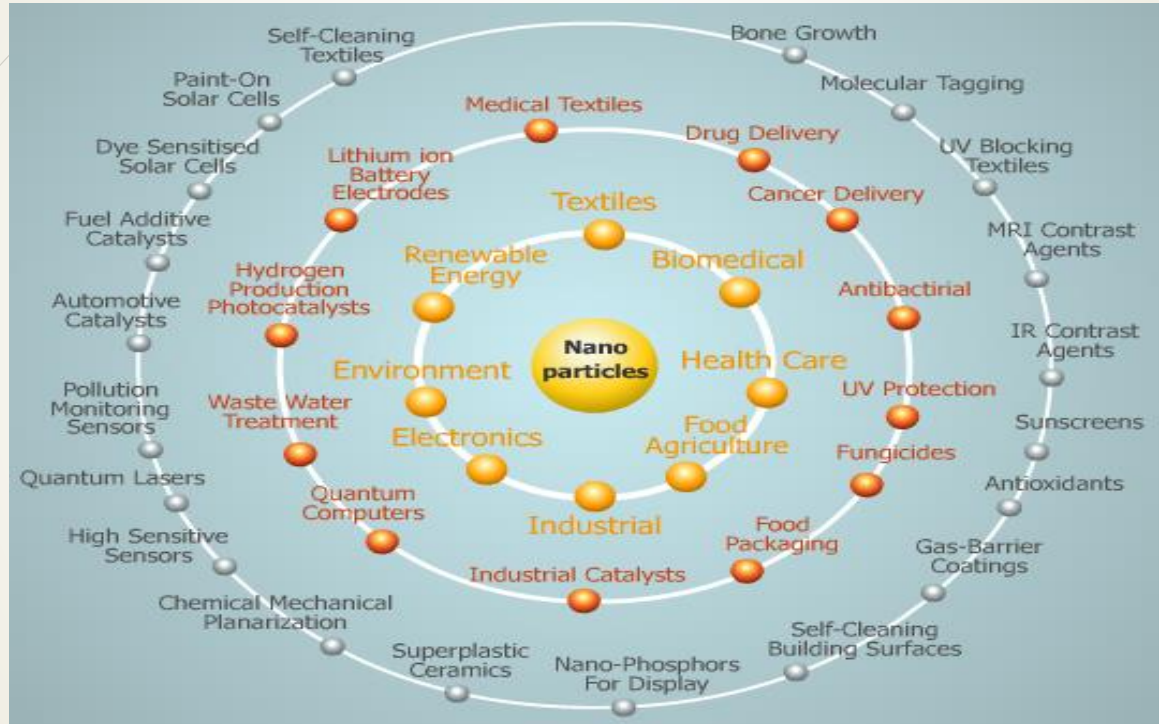 Nano
particles
Textiles
Biomedical
Health Care
Food
Agriculture
Industrial
Electronics
Environment
Renewable
Energy
Medical Textiles
Drug Delivery
Cancer Delivery
Antibactirial
UV Protection
Fungicides
Food
Packaging
Industrial Catalysts
Quantum
Computers
Waste Water
Treatment
Hydrogen
Production
Photocatalysts
Lithium ion
Battery
Electrodes
Bone Growth
Molecular Tagging
UV Blocking
Textiles
MRI Contrast
Agents
IR Contrast
Agents
Sunscreens
Antioxidants
Gas-Barrier
Coatings
Self-Cleaning
Building Surfaces
Nano-Phosphors
For Display
Superplastic
Ceramics
Chemical Mechanical
Planarization
High Sensitive
Sensors
Quantum Lasers
Pollution
Monitoring
Sensors
Automotive
Catalysts
Fuel Additive
Catalysts
Dye Sensitised
Solar Cells
Paint-On
Solar Cells
Self-Cleaning
Textiles